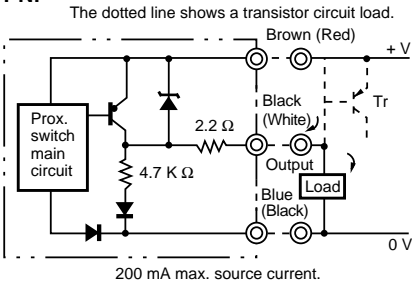 The dotted line shows a transistor circuit load.
Brown (Red)
+ V
Black
(White)
Tr
Prox.
switch
main
circuit
2.2 Ω
4.7 K Ω
Output
Load
Blue
(Black)
0 V
200 mA max. source current.